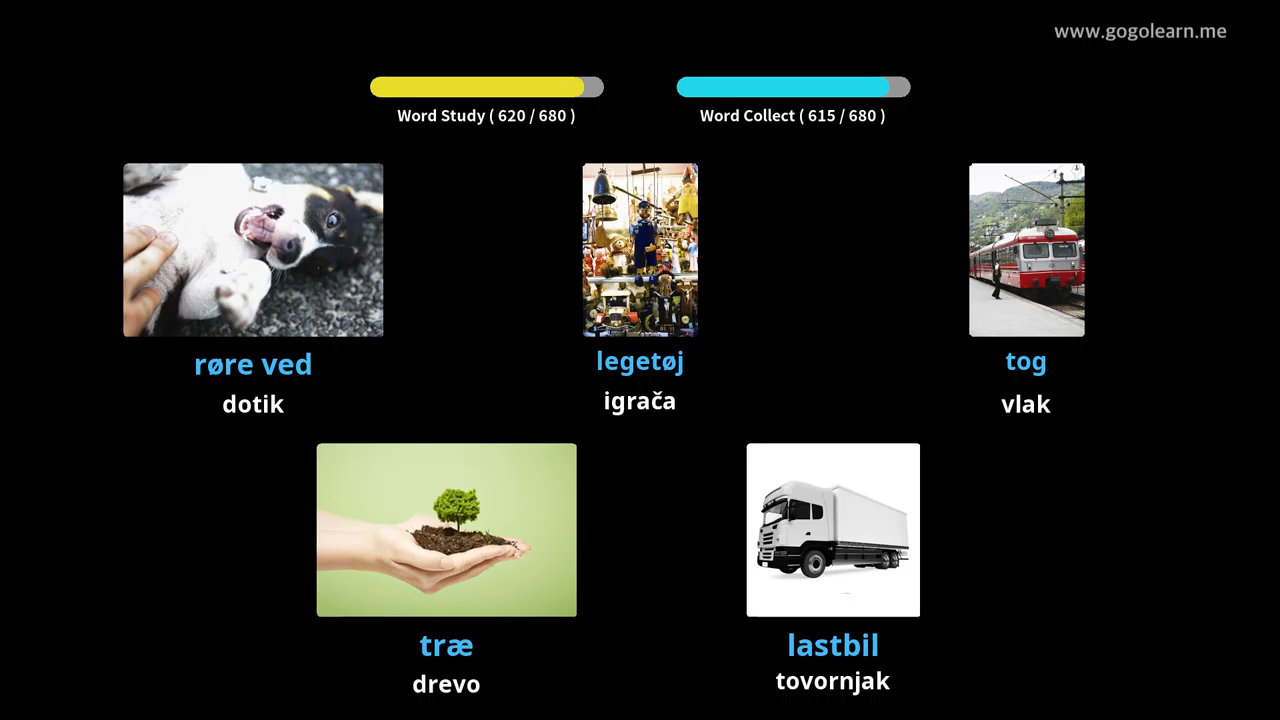 www.gogolearn.me
Word Study ( 620 / 680 )
Word Collect ( 615 / 680 )
røre ved
dotik
legetøj
igrača
tog
vlak
træ
drevo
lastbil
tovornjak